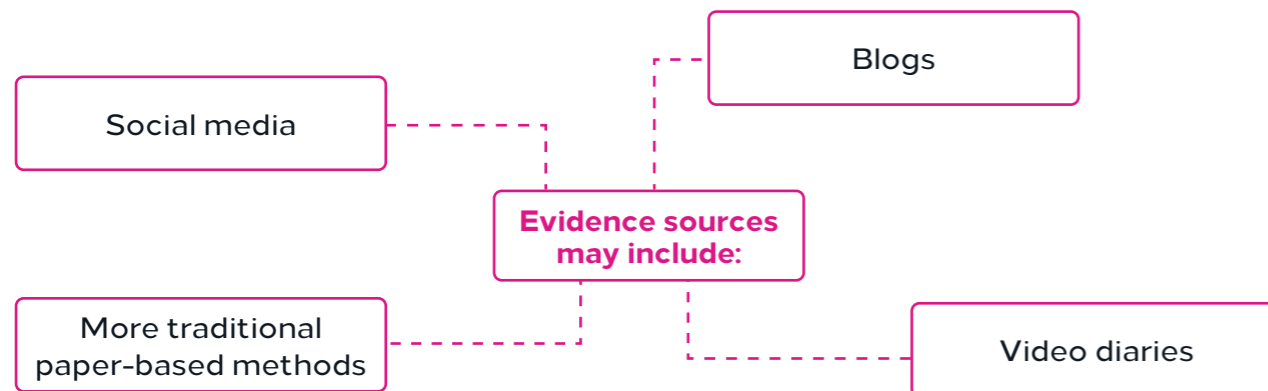 Blogs
Social media
Evidence sources
may include:
More traditional
paper-based methods
Video diaries